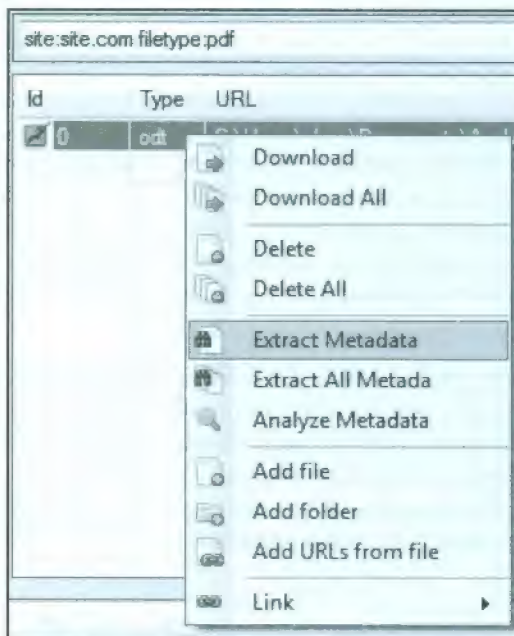 site:site.com filetype:pdf
Id Type URL
0 odt
Download
Download All
Delete
Delete All
Extract Metadata
Extract All Metada
Analyze Metadata
Add file
Add folder
Add URLs from file
Link